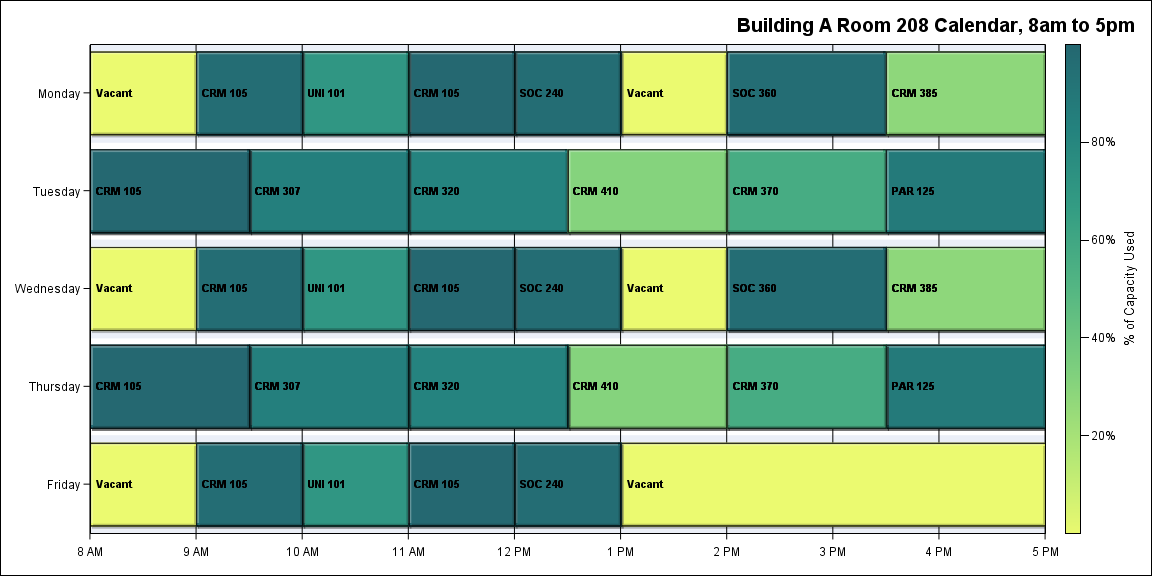 Building A Room 208 Calendar, 8am to 5pm
Monday
Vacant
CRM 105
UNI 101
CRM 105
SOC 240
Vacant
SOC 360
CRM 385
Tuesday
CRM 105
CRM 307
CRM 320
CRM 410
CRM 370
PAR 125
Wednesday
Vacant
CRM 105
UNI 101
CRM 105
SOC 240
Vacant
SOC 360
CRM 385
Thursday
CRM 105
CRM 307
CRM 320
CRM 410
CRM 370
PAR 125
Friday
Vacant
CRM 105
UNI 101
CRM 105
SOC 240
Vacant
8 AM
9 AM
10 AM
11 AM
12 PM
1 PM
2 PM
3 PM
4 PM
5 PM
80%
60%
40%
20%
% of Capacity Used